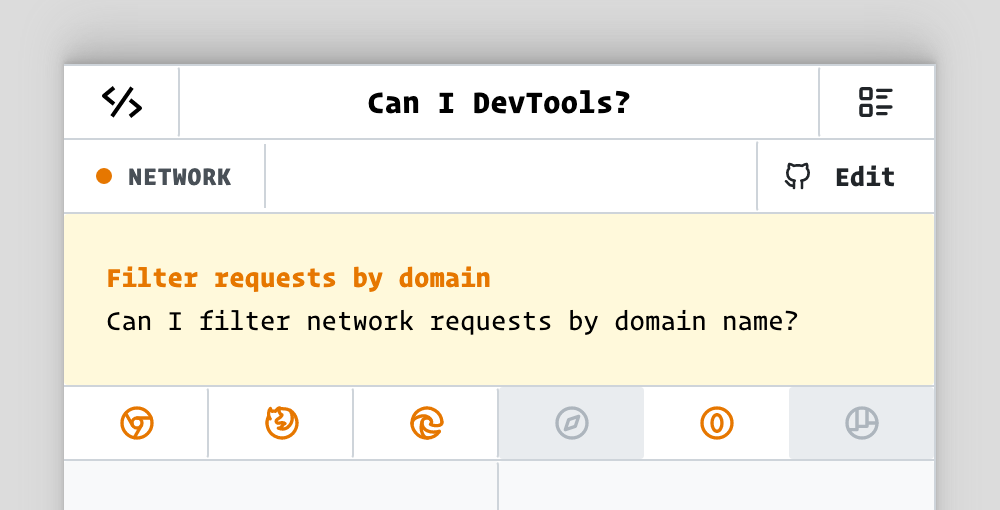 Can I DevTools?
NETWORK
Edit
Filter requests by domain
Can I filter network requests by domain name?